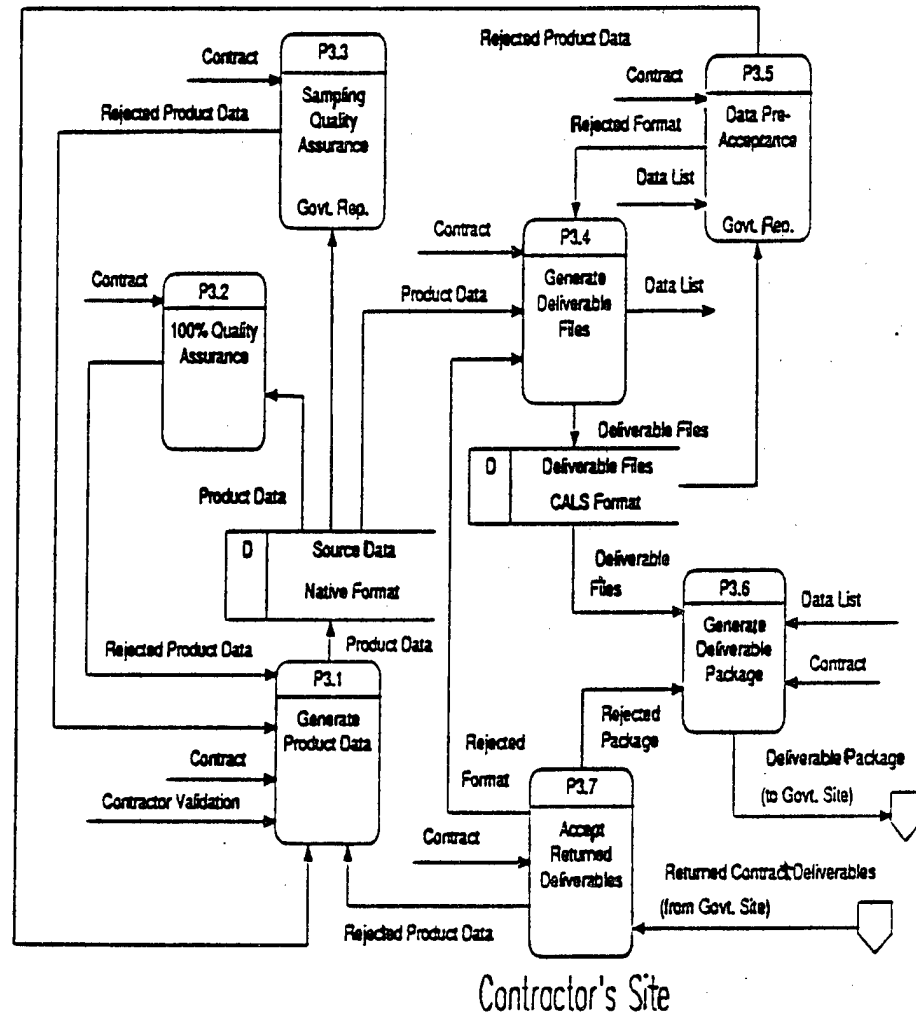 Rejected Product Data
Contract
P3.3
Sampling
Quality
Assurance
Govt. Rep.
Rejected Product Data
Contract
P3.5
Data Pre-
Acceptance
Govt. Rep.
Rejected Format
Data List
Contract
P3.4
Generate
Deliverable
Files
Data List
Product Data
Contract
P3.2
100% Quality
Assurance
Product Data
Deliverable Files
D
Deliverable Files
CALS Format
D
Source Data
Native Format
Deliverable
Files
P3.6
Generate
Deliverable
Package
Data List
Contract
Rejected Product Data
Product Data
P3.1
Generate
Product Data
Contract
Contractor Validation
Rejected
Format
Rejected
Package
Deliverable Package
(to Govt. Site)
P3.7
Accept
Returned
Deliverables
Contract
Returned Contract Deliverables
(from Govt. Site)
Rejected Product Data
Contractor's Site